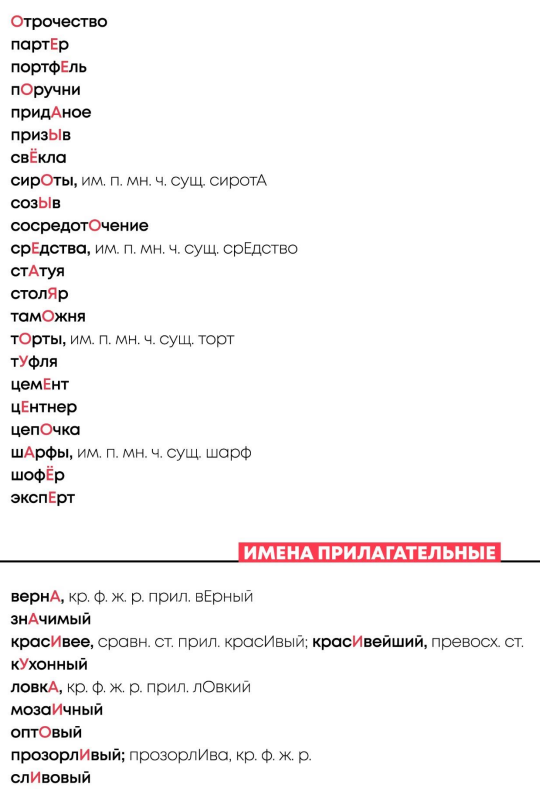 Отрочество
партЕр
портфЕль
пОручни
придАное
призЫв
свЁкла
сирОты, им. п. мн. ч. сущ. сиротА
созЫв
сосредотОчение
срЕдства, им. п. мн. ч. сущ. срЕдство
стАтуя
столЯр
тамОжня
тОрты, им. п. мн. ч. сущ. торт
тУфля
цемЕнт
цЕнтнер
цепОчка
шАрфы, им. п. мн. ч. сущ. шарф
шофЁр
экспЕрт
ИМЕНА ПРИЛАГАТЕЛЬНЫЕ
вернА, кр. ф. ж. р. прил. вЕрный
знАчимый
красИвее, сравн. ст. прил. красИвый; красИвейший, превосх. ст.
кУхонный
ловкА, кр. ф. ж. р. прил. лОвкий
мозаИчный
оптОвый
прозорлИвый; прозорлИва, кр. ф. ж. р.
слИвовый